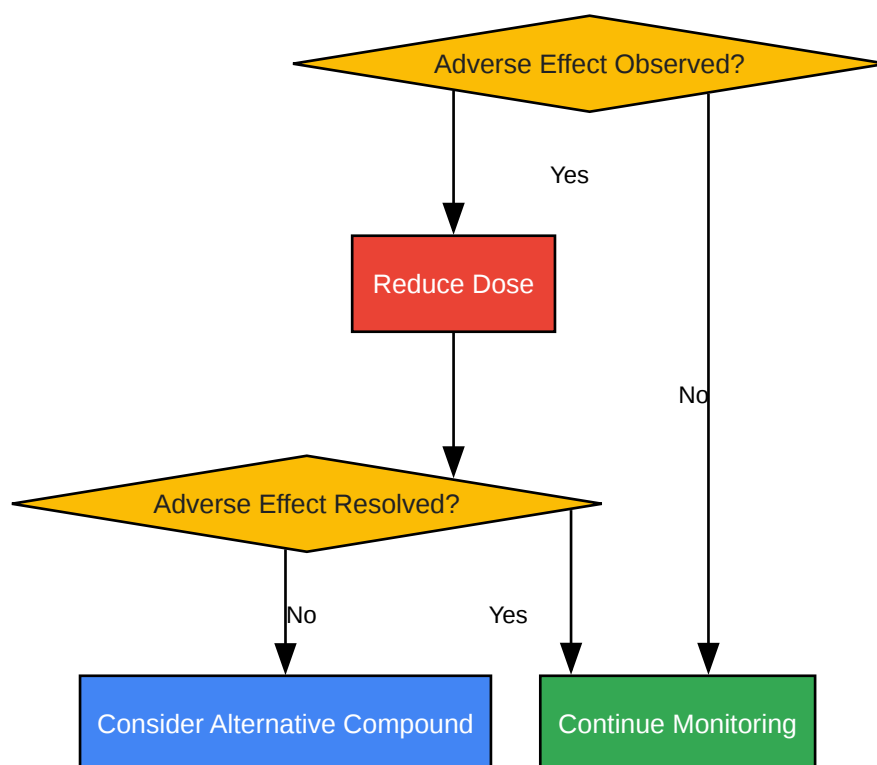 Adverse Effect Observed?
Yes
Reduce Dose
No
Adverse Effect Resolved?
No
Yes
Consider Alternative Compound
Continue Monitoring